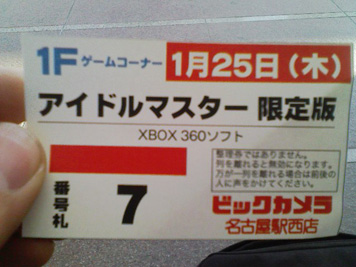 1F ゲームコーナー 1月25日(木)
アイドルマスター 限定版
XBOX 360ソフト
整理券ではありません。
列を離れると無効になります。
万が一列を離れる場合は前後の
人に声をかけてください。
番号札 7
ビックカメラ
名古屋駅西店